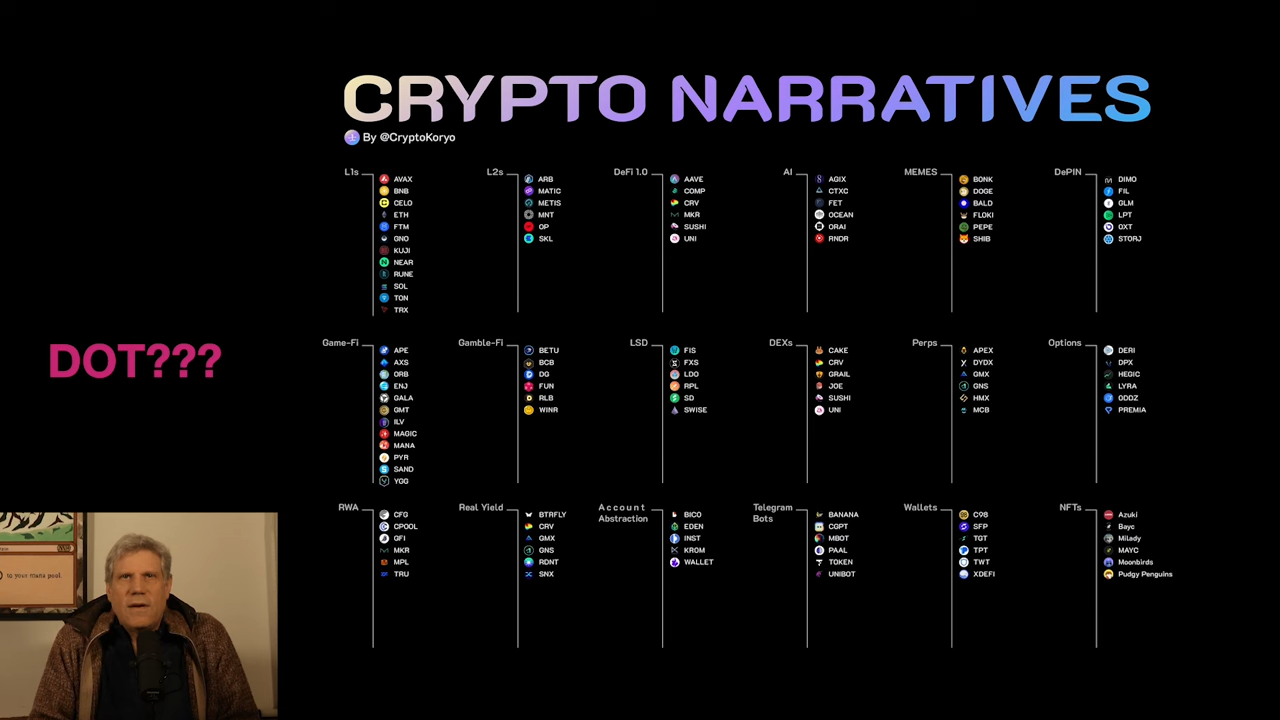 CRYPTO NARRATIVES
By @CryptoKoryo
L1s
AVAX
BNB
CELO
ETH
FTM
GNO
KUJI
NEAR
RUNE
SOL
TON
TRX
L2s
ARB
MATIC
METIS
MNT
OP
SKL
DeFi 1.0
AAVE
COMP
CRV
MKR
SUSHI
UNI
AI
AGIX
CTXC
FET
OCEAN
ORAI
RNDR
MEMES
BONK
DOGE
BALD
FLOKI
PEPE
SHIB
DePIN
DIMO
FIL
GLM
LPT
OXT
STORJ
DOT???
Game-Fi
APE
AXS
ORB
ENJ
GALA
GMT
ILV
MAGIC
MANA
PYR
SAND
YGG
Gamble-Fi
BETU
BCB
DG
FUN
RLB
WINR
LSD
FIS
FXS
LDO
RPL
SD
SWISE
DEXs
CAKE
CRV
GRAIL
JOE
SUSHI
UNI
Perps
APEX
DYDX
GMX
GNS
HMX
MCB
Options
DERI
DPX
HEGIC
LYRA
ODDZ
PREMIA
RWA
CFG
CPOOL
GFI
MKR
MPL
TRU
Real Yield
BTRFLY
CRV
GMX
GNS
RDNT
SNX
Account
Abstraction
BICO
EDEN
INST
KROM
WALLET
Telegram
Bots
BANANA
CGPT
MBOT
PAAL
TOKEN
UNIBOT
Wallets
C98
SFP
TGT
TPT
TWT
XDEFI
NFTs
Azuki
Bayc
Milady
MAYC
Moonbirds
Pudgy Penguins
to your mana pool.